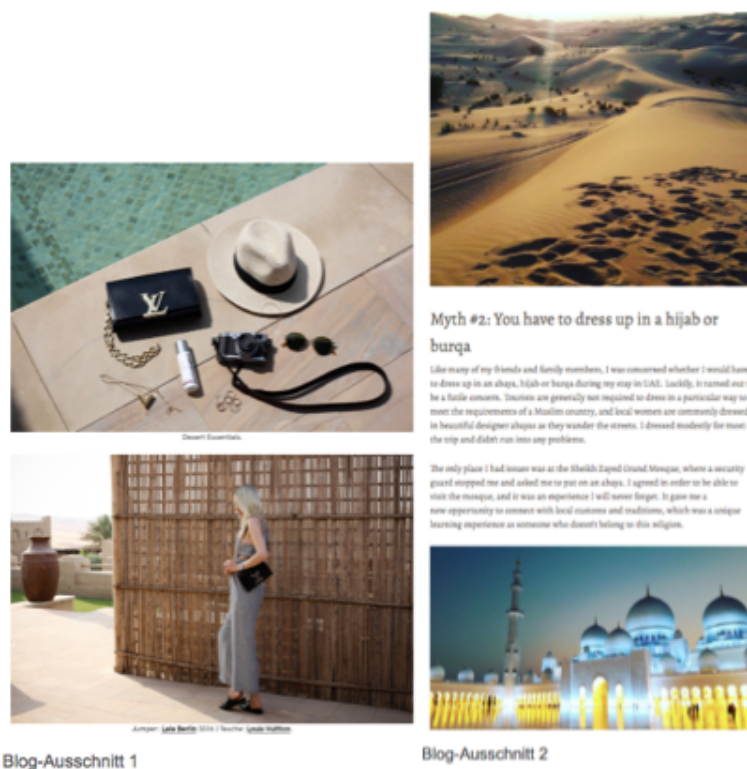 LV
Desert Essentials.
Jumper: Lala Berlin SS16 | Tasche: Louis Vuitton
Blog-Ausschnitt 1
Myth #2: You have to dress up in a hijab or
burqa
Like many of my friends and family members, I was concerned whether I would have
to dress up in an abaya, hijab or burqa during my stay in UAE. Luckily, it turned out
be a futile concern. Tourists are generally not required to dress in a particular way to
meet the requirements of a Muslim country, and local women are commonly dressed
in beautiful designer abayas as they wander the streets. I dressed modestly for most
the trip and didn't run into any problems.
The only place I had issues was at the Sheikh Zayed Grand Mosque, where a security
guard stopped me and asked me to put on an abaya. I agreed in order to be able to
visit the mosque, and it was an experience I will never forget. It gave me a
new opportunity to connect with local customs and traditions, which was a unique
learning experience as someone who doesn't belong to this religion.
Blog-Ausschnitt 2